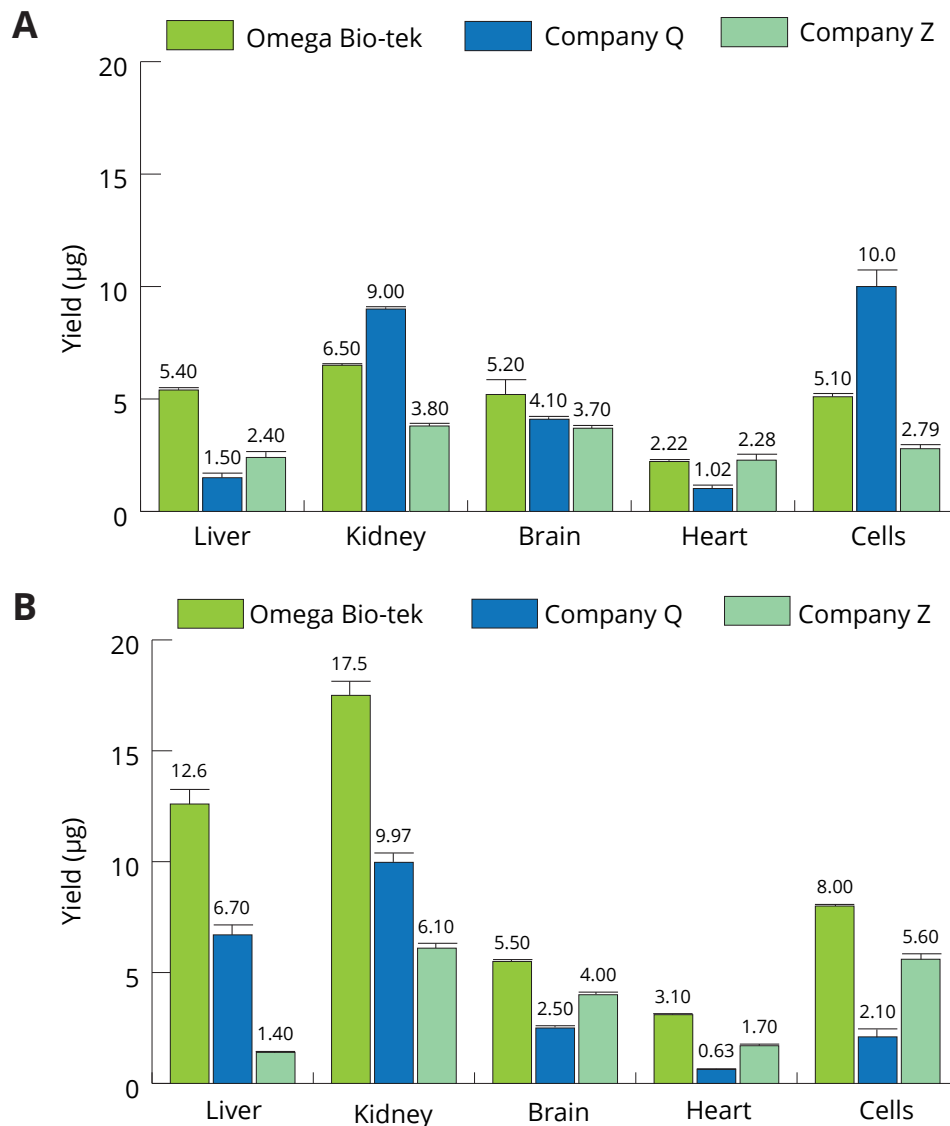 A
Omega Bio-tek Company Q Company Z
20
15
10
5
0
Yield (µg)
5.40 1.50 2.40
6.50 9.00 3.80
5.20 4.10 3.70
2.22 1.02 2.28
5.10 10.0 2.79
Liver Kidney Brain Heart Cells
B
Omega Bio-tek Company Q Company Z
20
15
10
5
0
Yield (µg)
12.6 6.70 1.40
17.5 9.97 6.10
5.50 2.50 4.00
3.10 0.63 1.70
8.00 2.10 5.60
Liver Kidney Brain Heart Cells